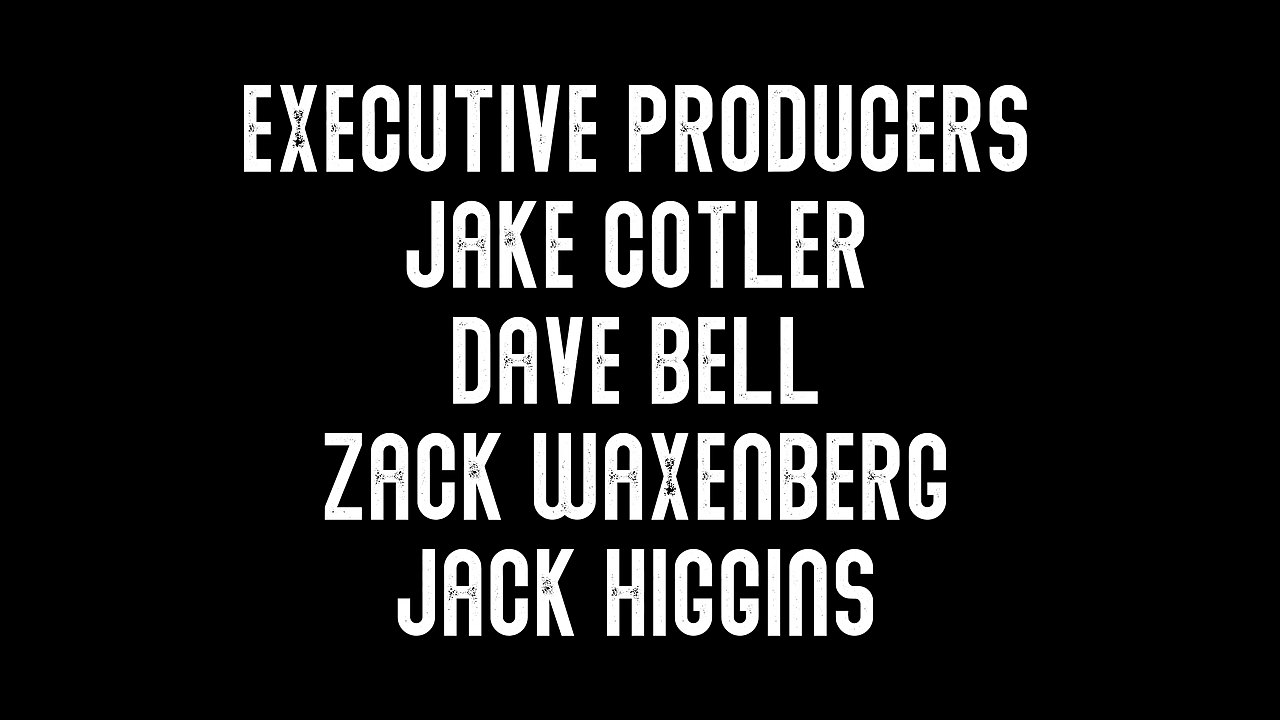 EXECUTIVE PRODUCERS
JAKE COTLER
DAVE BELL
ZACK WAXENBERG
JACK HIGGINS